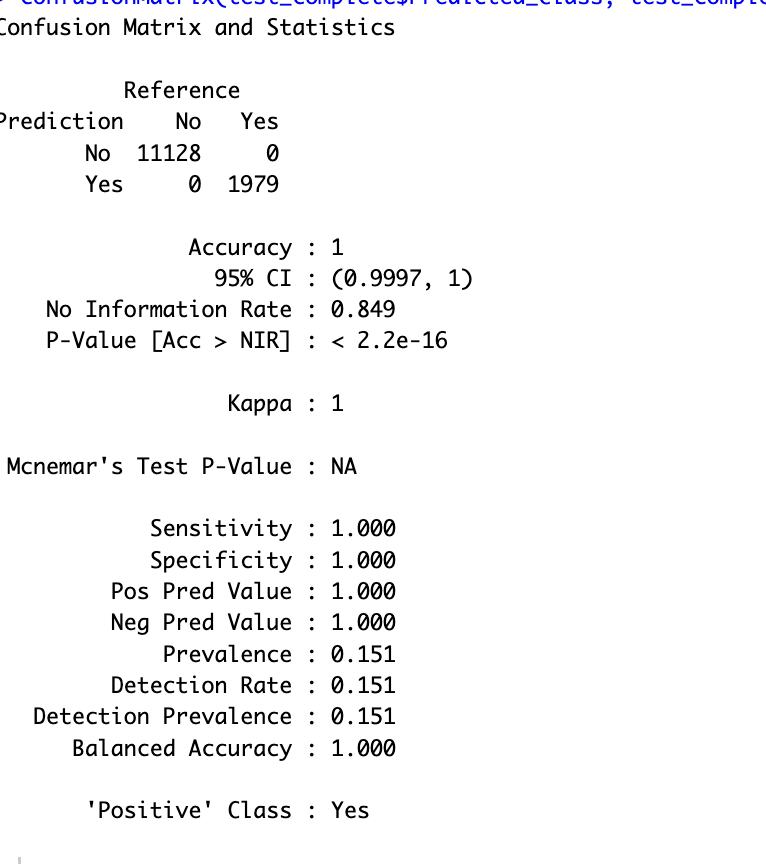 Confusion Matrix and Statistics
Reference
Prediction No Yes
No 11128 0
Yes 0 1979
Accuracy : 1
95% CI : (0.9997, 1)
No Information Rate : 0.849
P-Value [Acc > NIR] : < 2.2e-16
Kappa : 1
Mcnemar's Test P-Value : NA
Sensitivity : 1.000
Specificity : 1.000
Pos Pred Value : 1.000
Neg Pred Value : 1.000
Prevalence : 0.151
Detection Rate : 0.151
Detection Prevalence : 0.151
Balanced Accuracy : 1.000
'Positive' Class : Yes